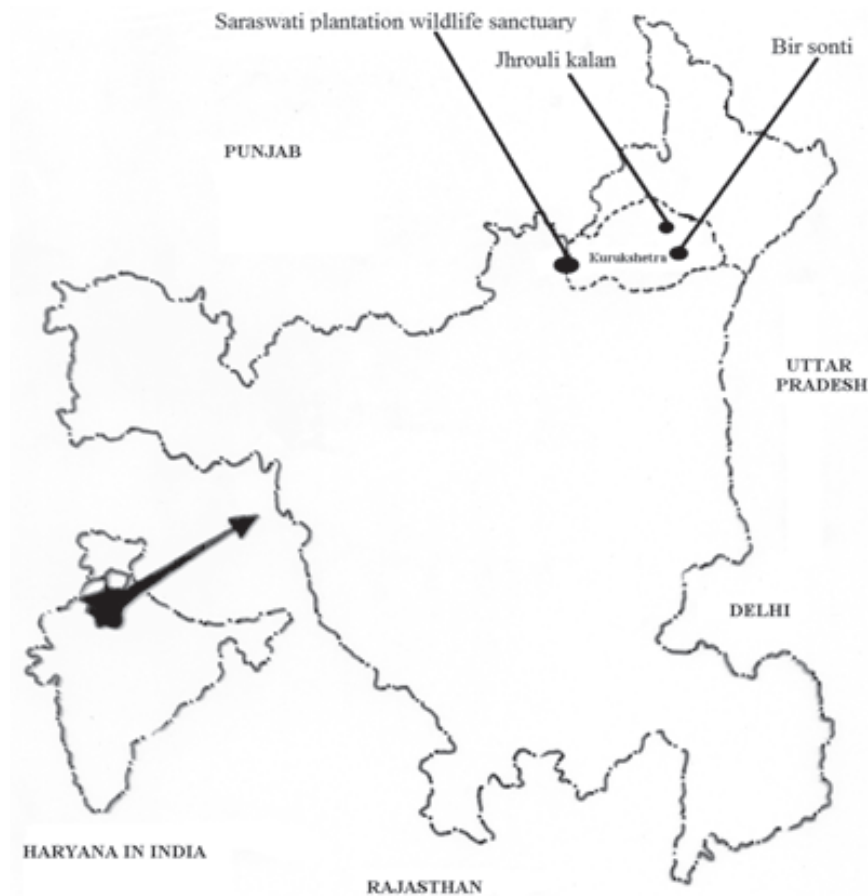 Saraswati plantation wildlife sanctuary
Jhrouli kalan
Bir sonti
PUNJAB
Kurukshetra
UTTAR
PRADESH
DELHI
HARYANA IN INDIA
RAJASTHAN